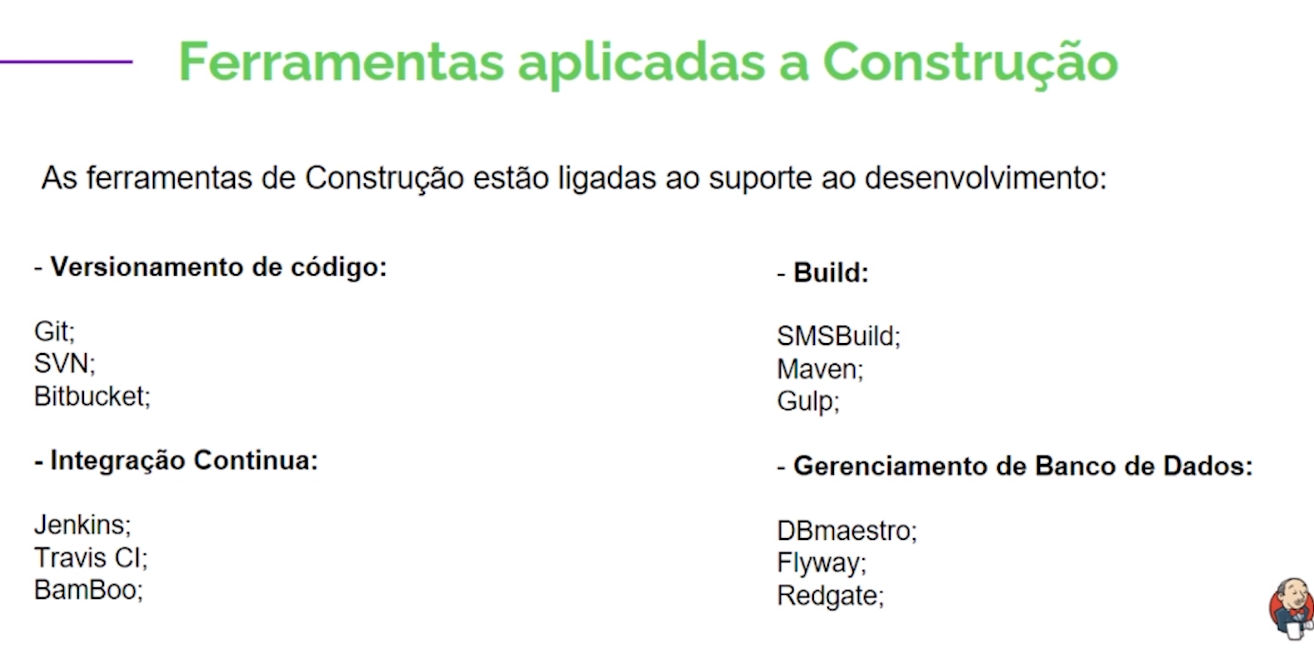 Ferramentas aplicadas a Construção
As ferramentas de Construção estão ligadas ao suporte ao desenvolvimento:
- Versionamento de código:
Git;
SVN;
Bitbucket;
- Integração Continua:
Jenkins;
Travis CI;
BamBoo;
- Build:
SMSBuild;
Maven;
Gulp;
- Gerenciamento de Banco de Dados:
DBmaestro;
Flyway;
Redgate;